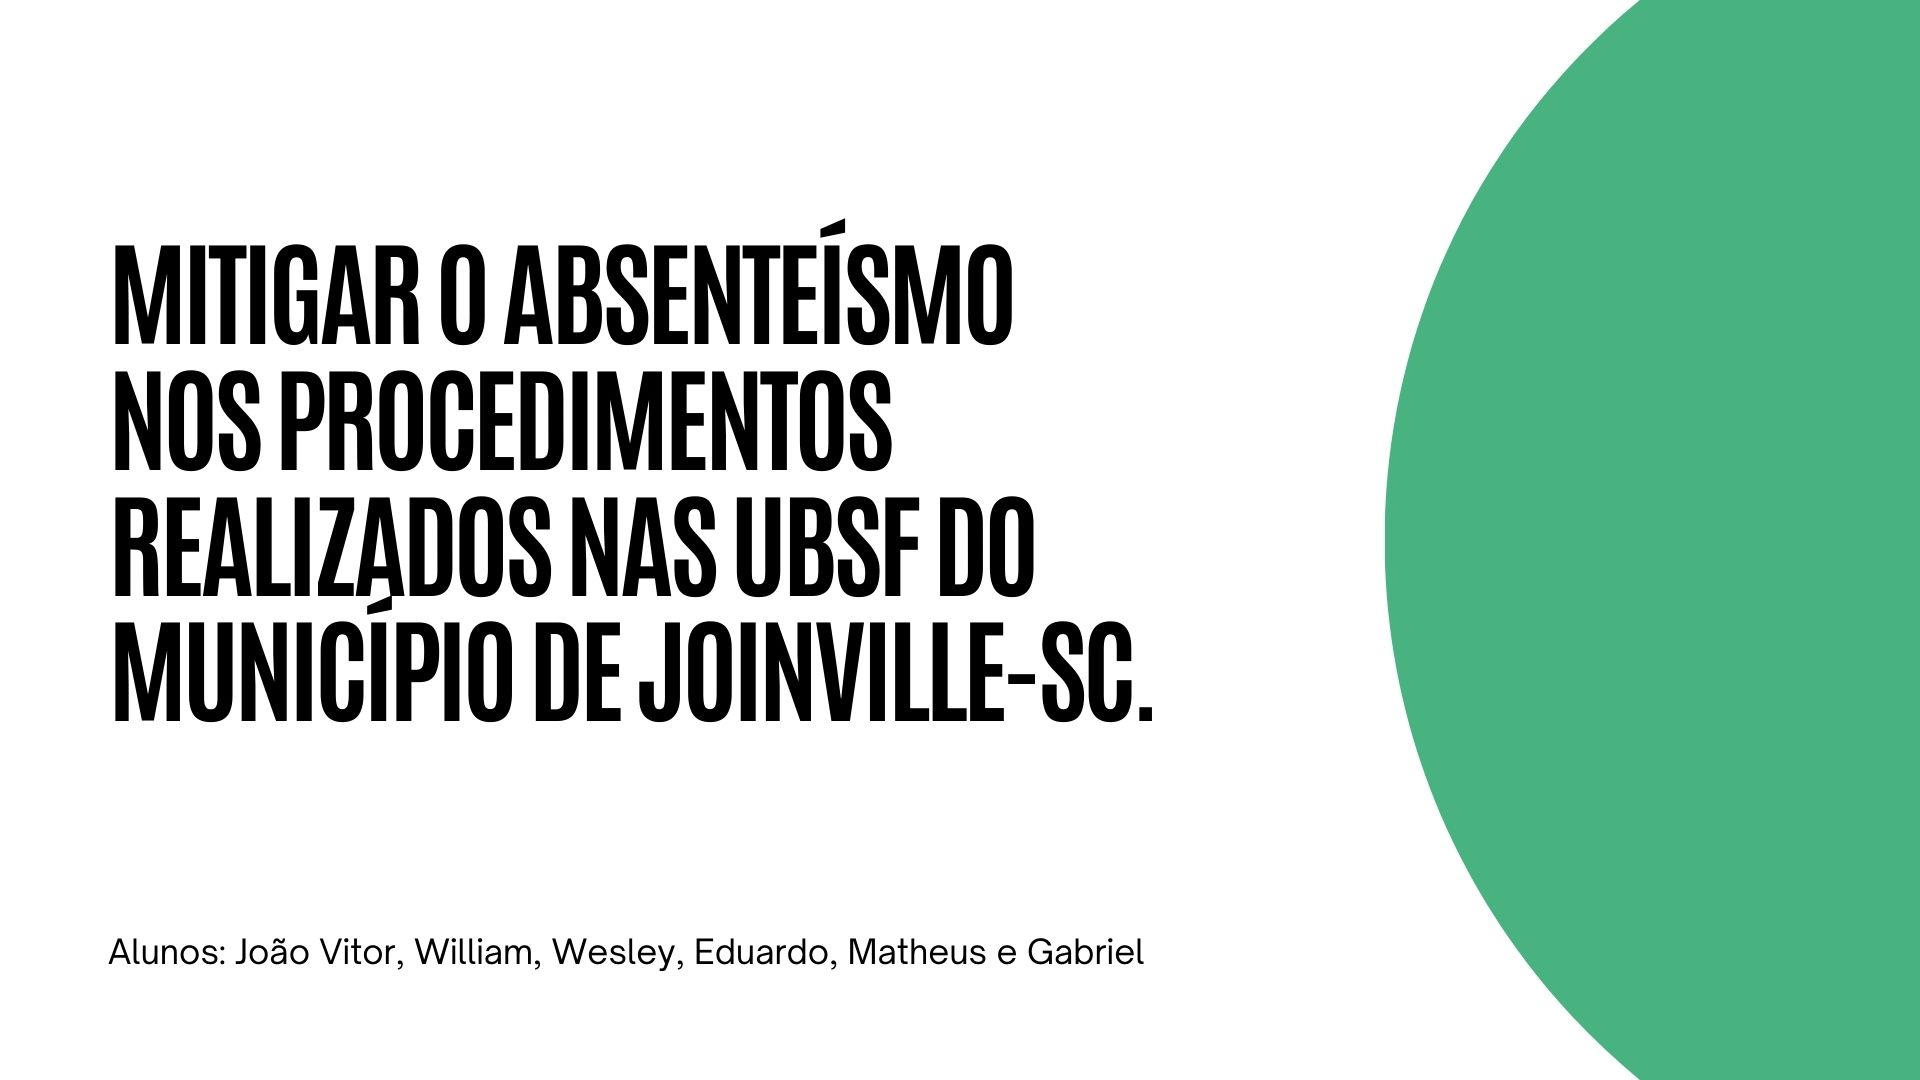 MITIGAR O ABSENTEÍSMO
NOS PROCEDIMENTOS
REALIZADOS NAS UBSF DO
MUNICÍPIO DE JOINVILLE-SC.
Alunos: João Vitor, William, Wesley, Eduardo, Matheus e Gabriel